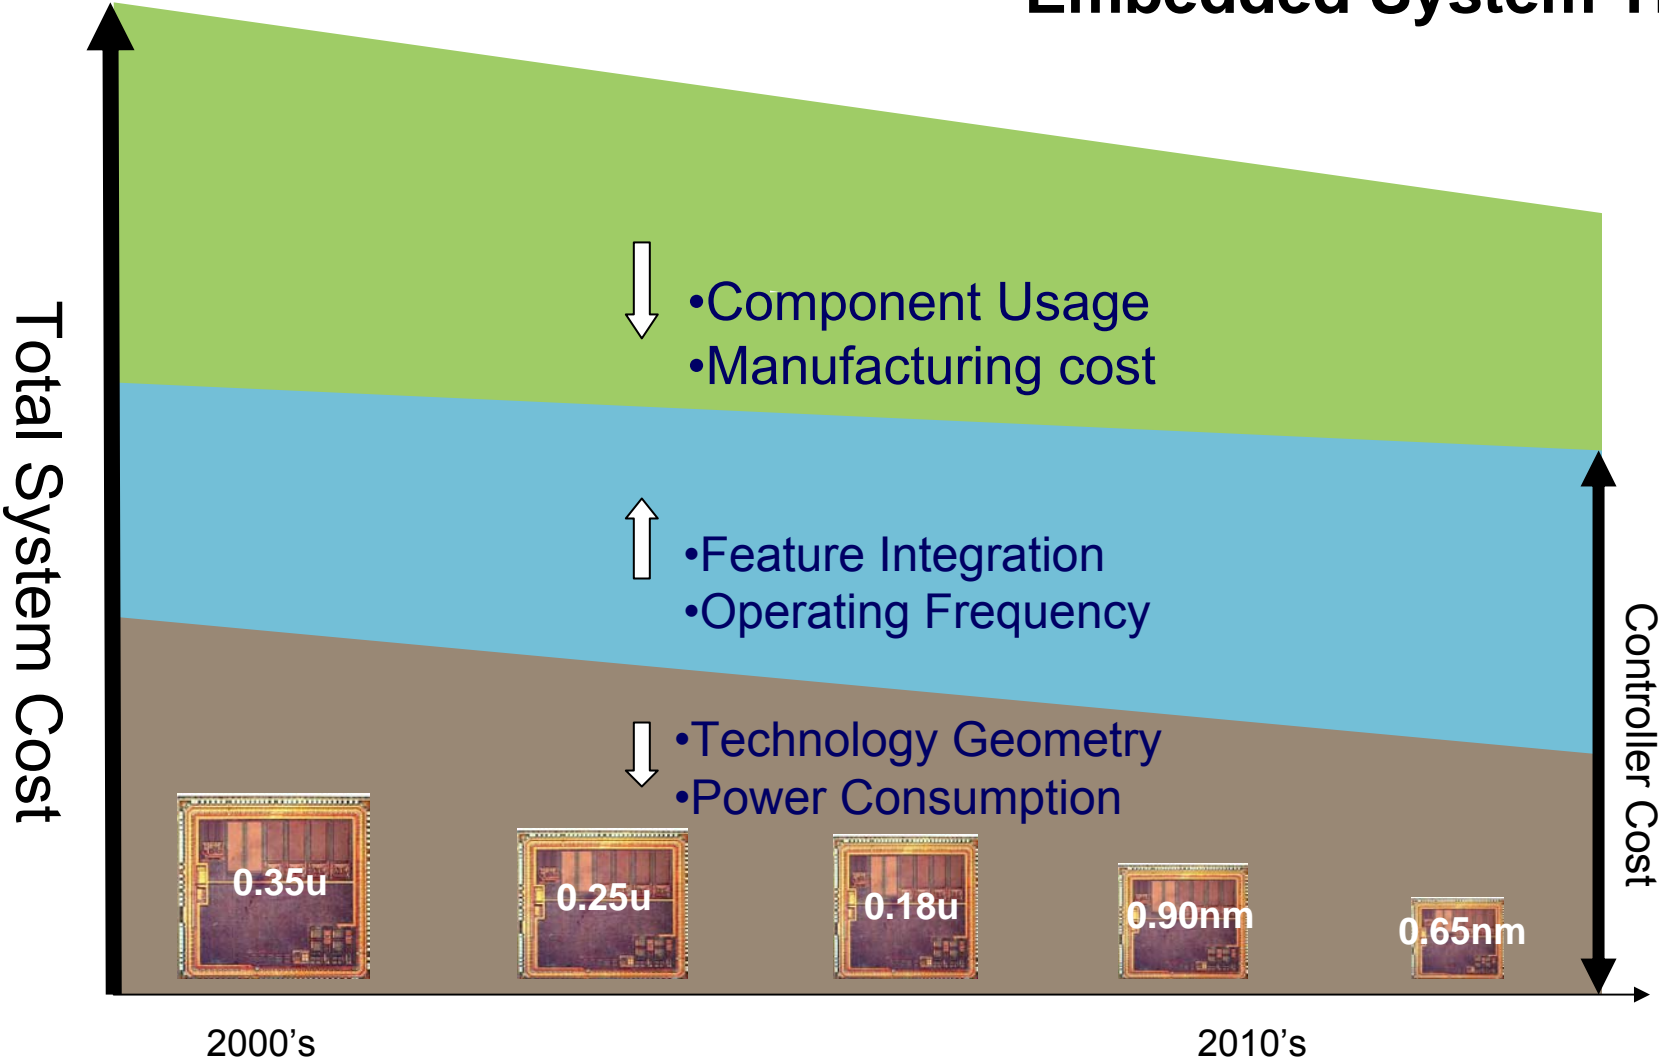 Embedded System
Total System Cost
•Component Usage
•Manufacturing cost
•Feature Integration
•Operating Frequency
•Technology Geometry
•Power Consumption
Controller Cost
0.35u
0.25u
0.18u
0.90nm
0.65nm
2000’s
2010’s